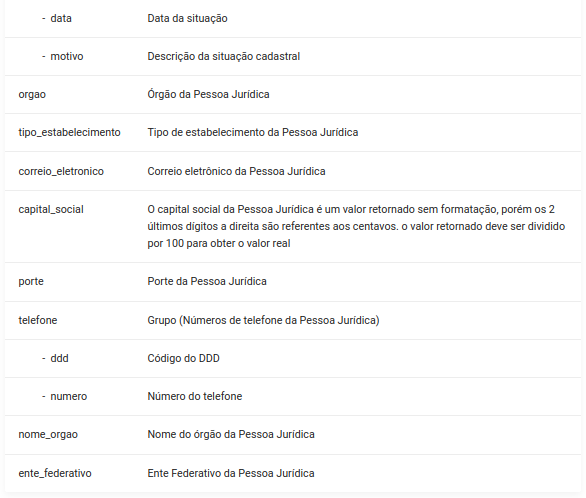 - data Data da situação
- motivo Descrição da situação cadastral
orgao Órgão da Pessoa Jurídica
tipo_estabelecimento Tipo de estabelecimento da Pessoa Jurídica
correio_eletronico Correio eletrônico da Pessoa Jurídica
capital_social O capital social da Pessoa Jurídica é um valor retornado sem formatação, porém os 2
últimos dígitos a direita são referentes aos centavos. o valor retornado deve ser dividido
por 100 para obter o valor real
porte Porte da Pessoa Jurídica
telefone Grupo (Números de telefone da Pessoa Jurídica)
- ddd Código do DDD
- numero Número do telefone
nome_orgao Nome do órgão da Pessoa Jurídica
ente_federativo Ente Federativo da Pessoa Jurídica